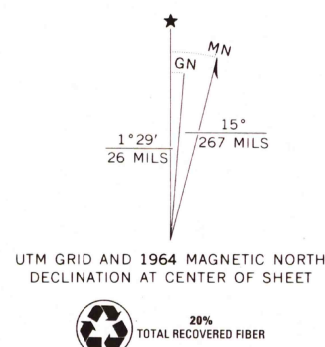 MN
GN
1°29′
26 MILS
15°
267 MILS
UTM GRID AND 1964 MAGNETIC NORTH
DECLINATION AT CENTER OF SHEET
20%
TOTAL RECOVERED FIBER